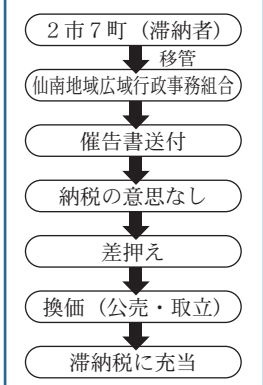 2市7町（滞納者）
移管
仙南地域広域行政事務組合
催告書送付
納税の意思なし
差押え
換価（公売・取立）
滞納税に充当